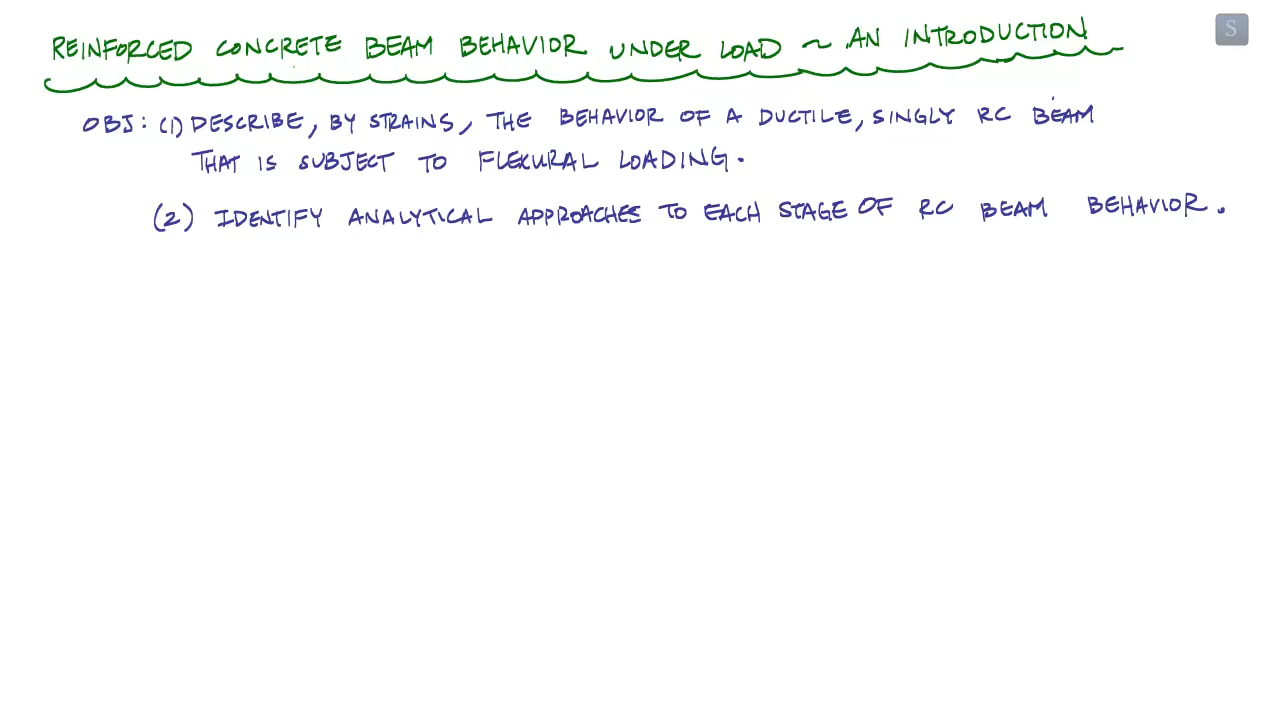 REINFORCED CONCRETE BEAM BEHAVIOR UNDER LOAD ~ AN INTRODUCTION
S
OBJ: (1) DESCRIBE, BY STRAINS, THE BEHAVIOR OF A DUCTILE, SINGLY RC BEAM
THAT IS SUBJECT TO FLEXURAL LOADING.
(2) IDENTIFY ANALYTICAL APPROACHES TO EACH STAGE OF RC BEAM BEHAVIOR.